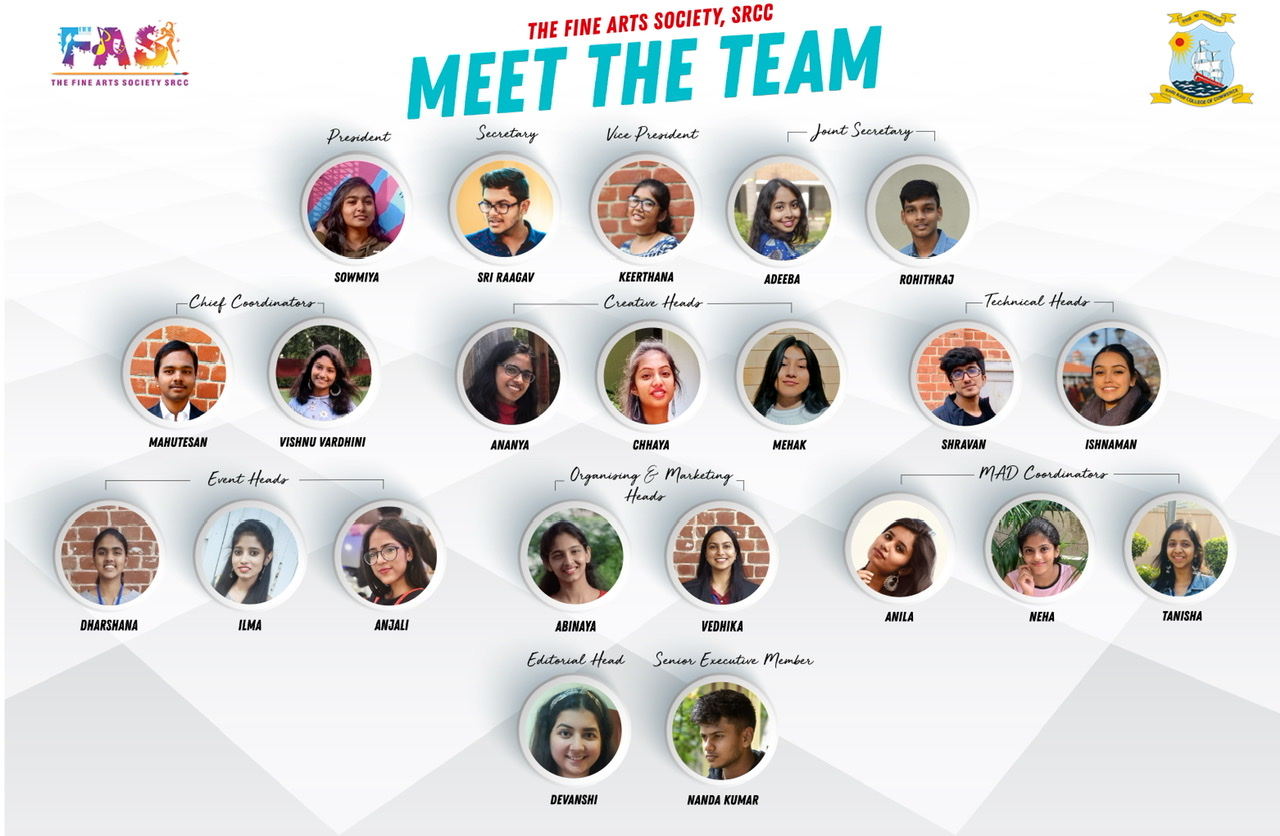 FAS
THE FINE ARTS SOCIETY SRCC
THE FINE ARTS SOCIETY, SRCC
MEET THE TEAM
SHRI RAM COLLEGE OF COMMERCE
President
Secretary
Vice President
Joint Secretary
SOWMIYA
SRI RAAGAV
KEERTHANA
ADEEBA
ROHITHRAJ
Chief Coordinators
Creative Heads
Technical Heads
MAHUTESAN
VISHNU VARDHINI
ANANYA
CHHAYA
MEHAK
SHRAVAN
ISHNAMAN
Event Heads
Organising & Marketing
Heads
MAD Coordinators
DHARSHANA
ILMA
ANJALI
ABINAYA
VEDHIKA
ANILA
NEHA
TANISHA
Editorial Head
Senior Executive Member
DEVANSHI
NANDA KUMAR